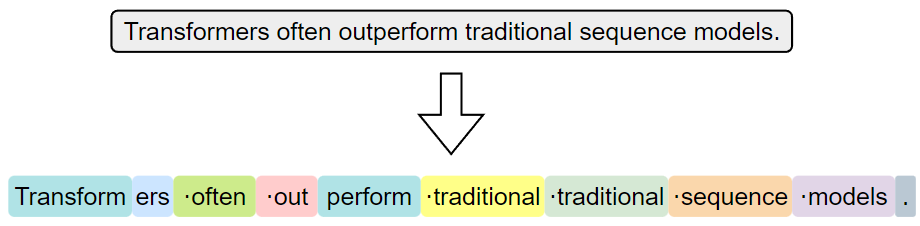 Transformers often outperform traditional sequence models.
Transform ers ·often ·out perform ·traditional ·traditional ·sequence ·models .